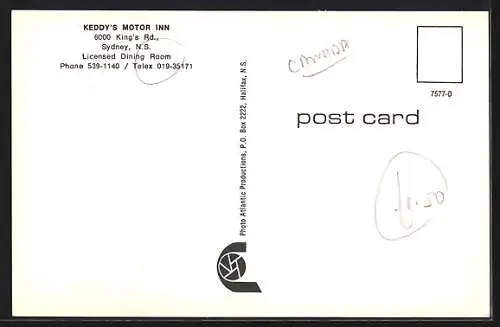 KEDDY'S MOTOR INN
6000 King's Rd.,
Sydney, N.S.
Licensed Dining Room
Phone 539-1140 / Telex 019-35171
Photo Atlantic Productions, P.O. Box 2222, Halifax, N.S.
CANADA
7577-D
post card
1.50